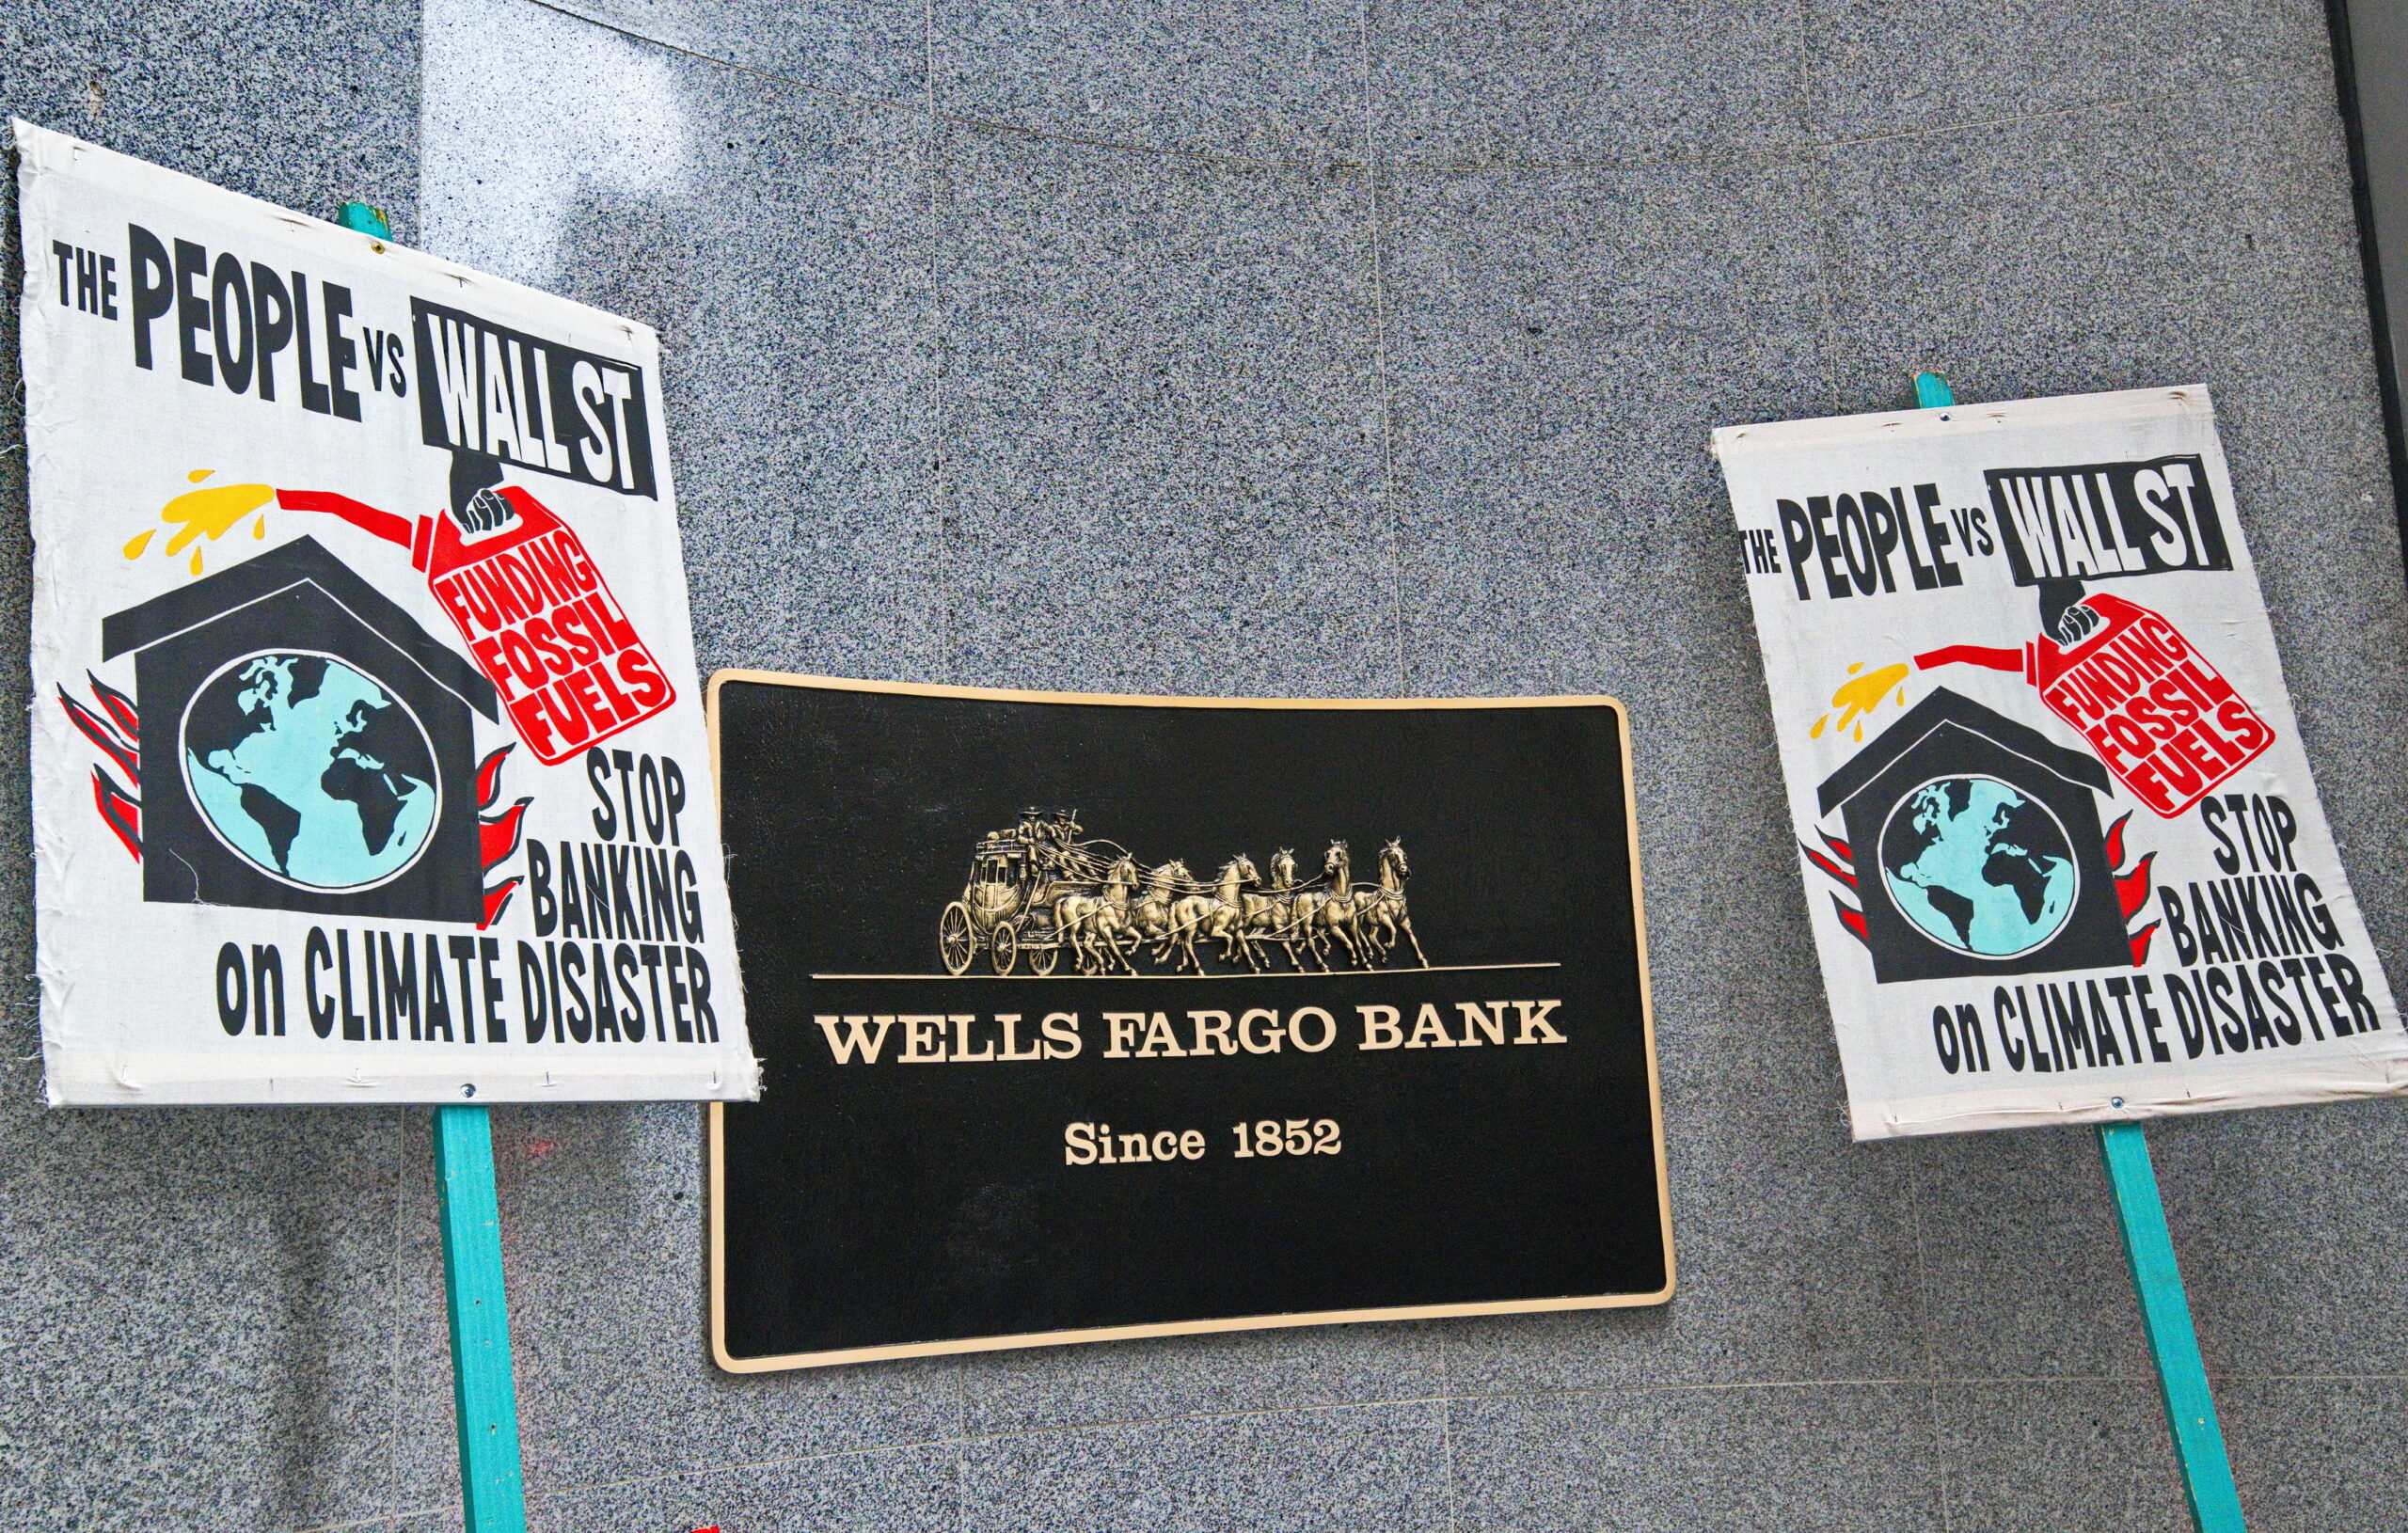 THE PEOPLE VS WALL ST
FUNDING
FOSSIL
FUELS
STOP
BANKING
on CLIMATE DISASTER
WELLS FARGO BANK
Since 1852
THE PEOPLE VS WALL ST
FUNDING
FOSSIL
FUELS
STOP
BANKING
on CLIMATE DISASTER